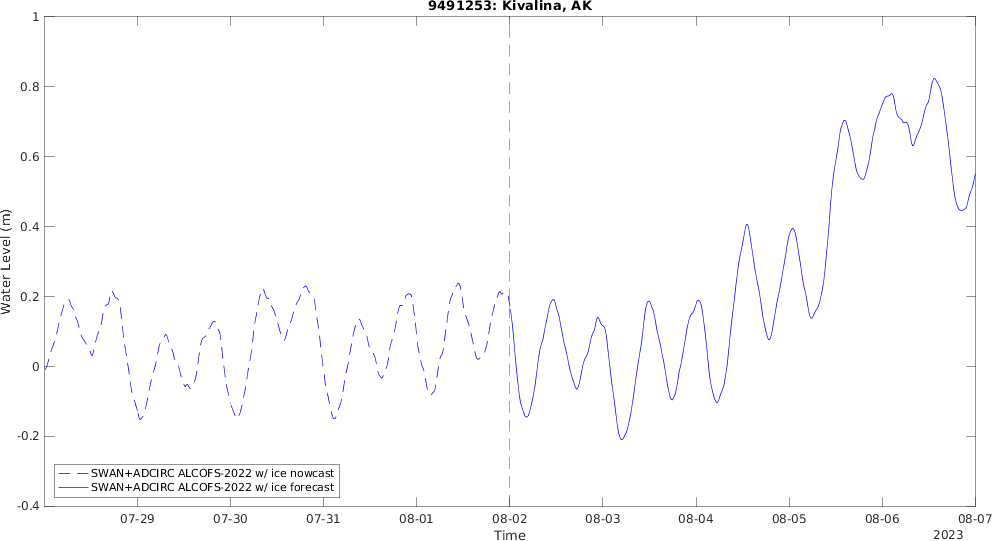 9491253: Kivalina, AK
1
0.8
0.6
0.4
0.2
0
-0.2
-0.4
Water Level (m)
SWAN+ADCIRC ALCOFS-2022 w/ ice nowcast
SWAN+ADCIRC ALCOFS-2022 w/ ice forecast
07-29 07-30 07-31 08-01 08-02 08-03 08-04 08-05 08-06 08-07
Time
2023